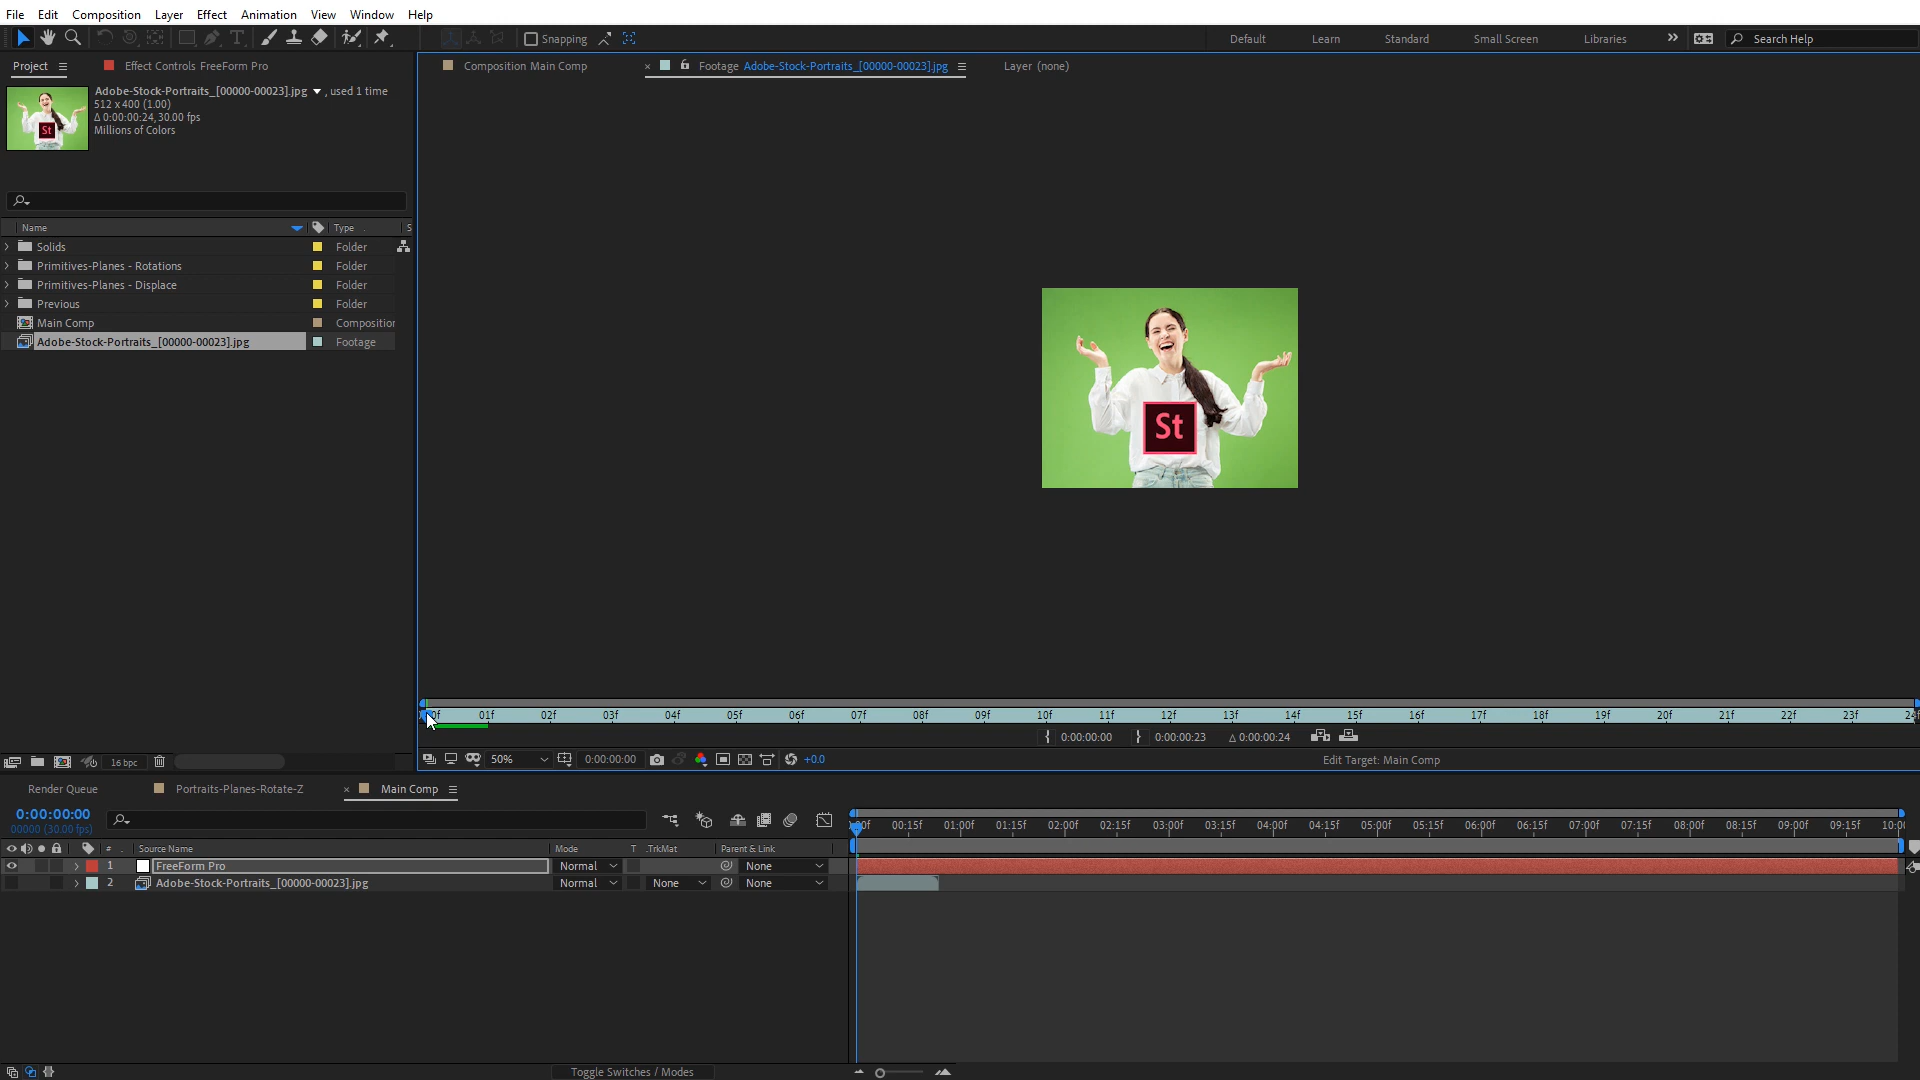 File Edit Composition Layer Effect Animation View Window Help
Snapping Default Learn Standard Small Screen Libraries Search Help
Project Effect Controls FreeForm Pro Composition Main Comp Footage Adobe-Stock-Portraits_[00000-00023].jpg Layer (none)
Adobe-Stock-Portraits_[00000-00023].jpg , used 1 time
512 x 400 (1.00)
Δ 0:00:00:24, 30.00 fps
Millions of Colors
Name Type S
Solids Folder
Primitives-Planes - Rotations Folder
Primitives-Planes - Displace Folder
Previous Folder
Main Comp Composition
Adobe-Stock-Portraits_[00000-00023].jpg Footage
St
01f 02f 03f 04f 05f 06f 07f 08f 09f 10f 11f 12f 13f 14f 15f 16f 17f 18f 19f 20f 21f 22f 23f
0:00:00:00 0:00:00:23 Δ 0:00:00:24
16 bpc 50% 0:00:00:00 +0.0 Edit Target: Main Comp
Render Queue Portraits-Planes-Rotate-Z Main Comp
0:00:00:00
00000 (30.00 fps)
00:15f 01:00f 01:15f 02:00f 02:15f 03:00f 03:15f 04:00f 04:15f 05:00f 05:15f 06:00f 06:15f 07:00f 07:15f 08:00f 08:15f 09:00f 09:15f
# Source Name Mode T .TrkMat Parent & Link
1 FreeForm Pro Normal None
2 Adobe-Stock-Portraits_[00000-00023].jpg Normal None None
Toggle Switches / Modes